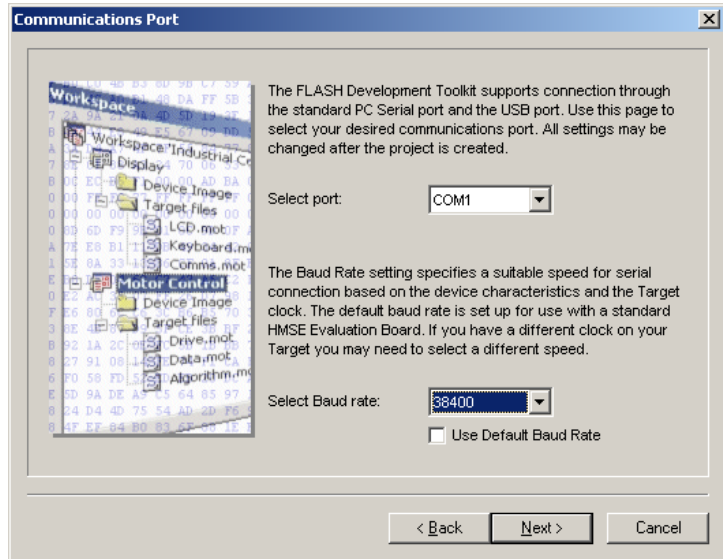 Communications Port
Workspace
Workspace 'Industrial Ce
Display
Device Image
Target files
LCD.mot
Keyboard.m
Comms.mot
Motor Control
Device Image
Target files
Drive.mot
Data.mot
Algorithm.mo
The FLASH Development Toolkit supports connection through
the standard PC Serial port and the USB port. Use this page to
select your desired communications port. All settings may be
changed after the project is created.
Select port:
COM1
The Baud Rate setting specifies a suitable speed for serial
connection based on the device characteristics and the Target
clock. The default baud rate is set up for use with a standard
HMSE Evaluation Board. If you have a different clock on your
Target you may need to select a different speed.
Select Baud rate:
38400
Use Default Baud Rate
< Back
Next >
Cancel